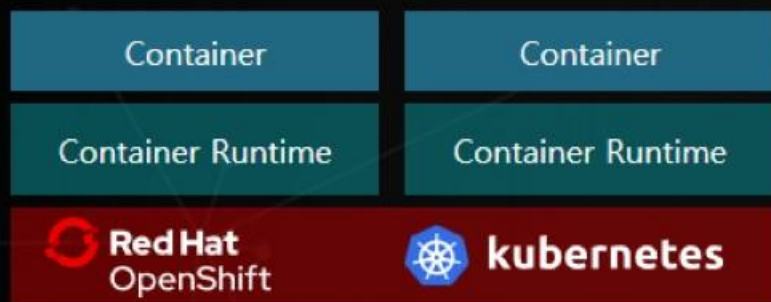 Container
Container
Container Runtime
Container Runtime
Red Hat
OpenShift
kubernetes